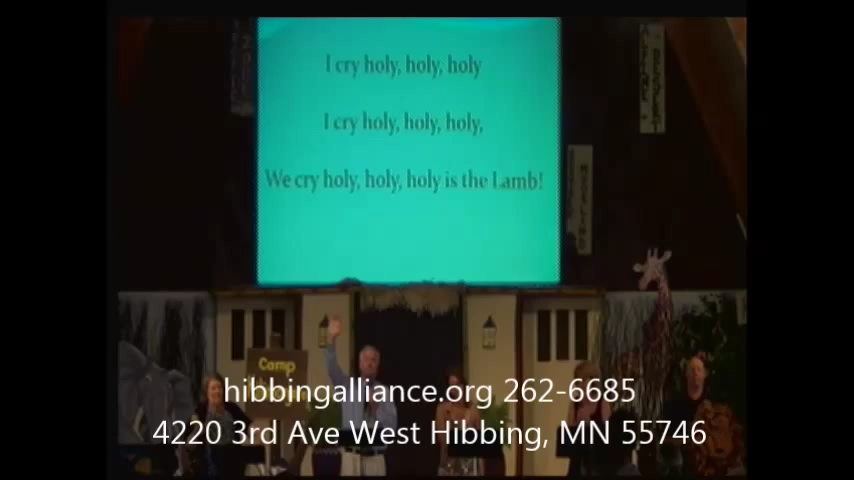 I cry holy, holy, holy
I cry holy, holy, holy,
We cry holy, holy, holy is the Lamb!
Camp
hibbingalliance.org 262-6685
4220 3rd Ave West Hibbing, MN 55746